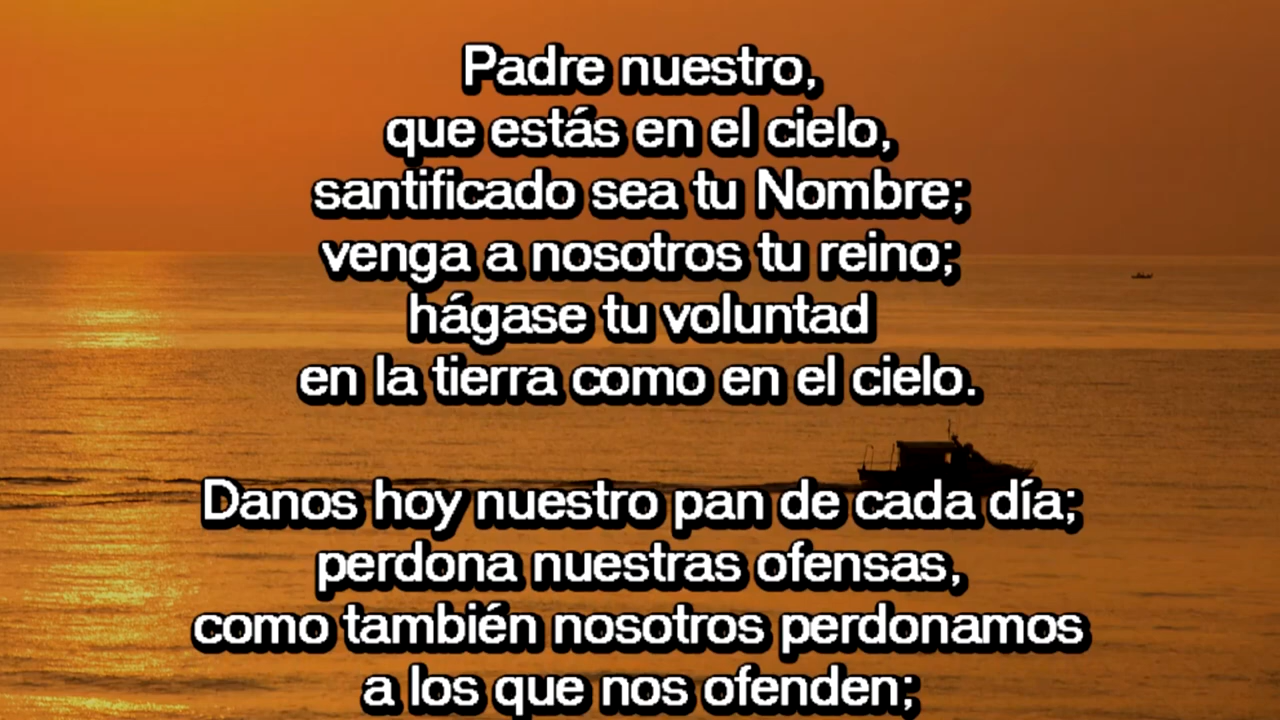 Padre nuestro,
que estás en el cielo,
santificado sea tu Nombre;
venga a nosotros tu reino;
hágase tu voluntad
en la tierra como en el cielo.
Danos hoy nuestro pan de cada día;
perdona nuestras ofensas,
como también nosotros perdonamos
a los que nos ofenden;